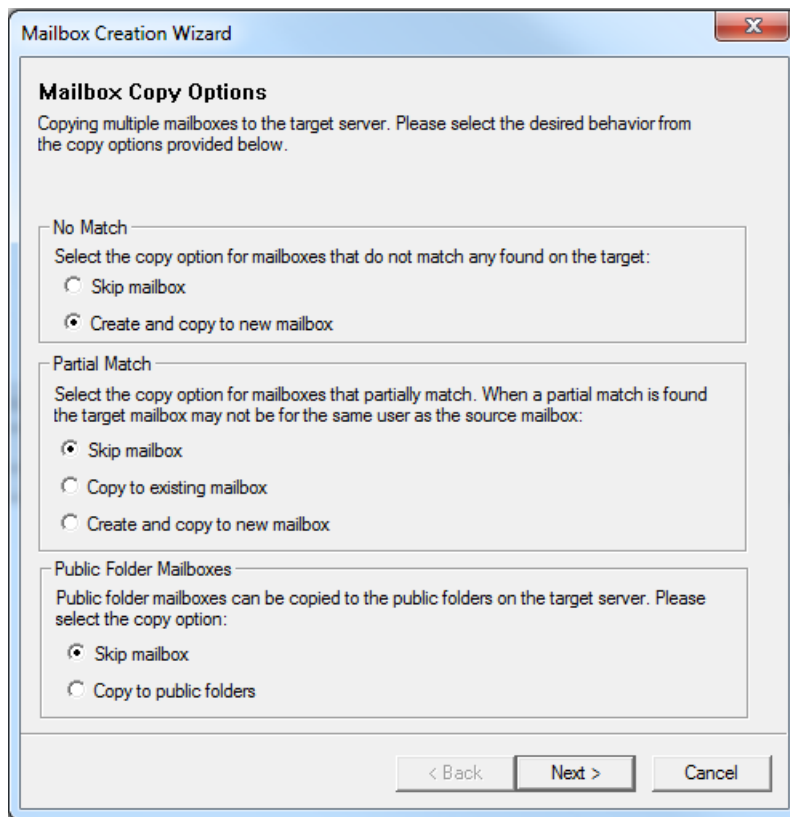 Mailbox Creation Wizard
Mailbox Copy Options
Copying multiple mailboxes to the target server. Please select the desired behavior from
the copy options provided below.
No Match
Select the copy option for mailboxes that do not match any found on the target:
Skip mailbox
Create and copy to new mailbox
Partial Match
Select the copy option for mailboxes that partially match. When a partial match is found
the target mailbox may not be for the same user as the source mailbox:
Skip mailbox
Copy to existing mailbox
Create and copy to new mailbox
Public Folder Mailboxes
Public folder mailboxes can be copied to the public folders on the target server. Please
select the copy option:
Skip mailbox
Copy to public folders
< Back Next > Cancel